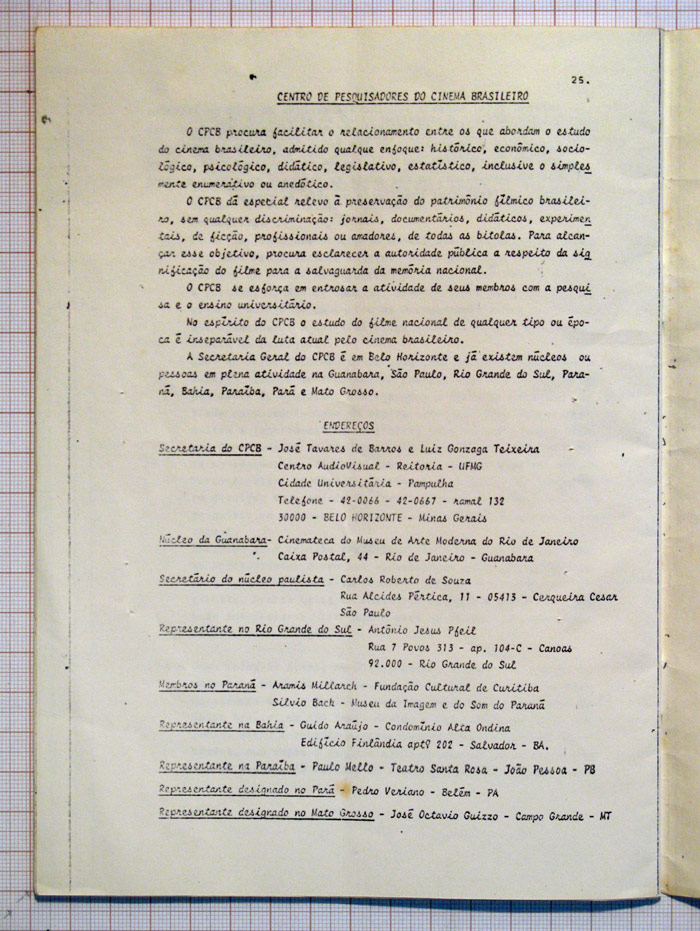 25.
CENTRO DE PESQUISADORES DO CINEMA BRASILEIRO
O CPCB procura facilitar o relacionamento entre os que abordam o estudo
do cinema brasileiro, admitido qualque enfoque: histórico, econômico, socio-
lógico, psicológico, didático, legislativo, estatístico, inclusive o simples
mente enumerativo ou anedótico.
O CPCB dá especial relevo à preservação do patrimônio fílmico brasilei-
ro, sem qualquer discriminação: jornais, documentários, didáticos, experimen
tais, de ficção, profissionais ou amadores, de todas as bitolas. Para alcan-
çar esse objetivo, procura esclarecer a autoridade pública a respeito da sig
nificação do filme para a salvaguarda da memória nacional.
O CPCB se esforça em entrosar a atividade de seus membros com a pesqui
sa e o ensino universitário.
No espírito do CPCB o estudo do filme nacional de qualquer tipo ou épo-
ca é inseparável da luta atual pelo cinema brasileiro.
A Secretaria Geral do CPCB é em Belo Horizonte e já existem núcleos ou
pessoas em plena atividade na Guanabara, São Paulo, Rio Grande do Sul, Para-
ná, Bahia, Paraíba, Pará e Mato Grosso.
ENDEREÇOS
Secretaria do CPCB - José Tavares de Barros e Luiz Gonzaga Teixeira
Centro AudioVisual - Reitoria - UFMG
Cidade Universitária - Pampulha
Telefone - 42-0066 - 42-0667 - ramal 132
30000 - BELO HORIZONTE - Minas Gerais
Núcleo da Guanabara- Cinemateca do Museu de Arte Moderna do Rio de Janeiro
Caixa Postal, 44 - Rio de Janeiro - Guanabara
Secretário do núcleo paulista - Carlos Roberto de Souza
Rua Alcides Pértica, 11 - 05413 - Cerqueira Cesar
São Paulo
Representante no Rio Grande do Sul - Antônio Jesus Pfeil
Rua 7 Povos 313 - ap. 104-C - Canoas
92.000 - Rio Grande do Sul
Membros no Paraná - Aramis Millarch - Fundação Cultural de Curitiba
Silvio Back - Museu da Imagem e do Som do Paraná
Representante na Bahia - Guido Araújo - Condomínio Alta Ondina
Edifício Finlândia aptº 202 - Salvador - BA.
Representante na Paraíba - Paulo Mello - Teatro Santa Rosa - João Pessoa - PB
Representante designado no Pará - Pedro Veriano - Belém - PA
Representante designado no Mato Grosso - José Octavio Guizzo - Campo Grande - MT